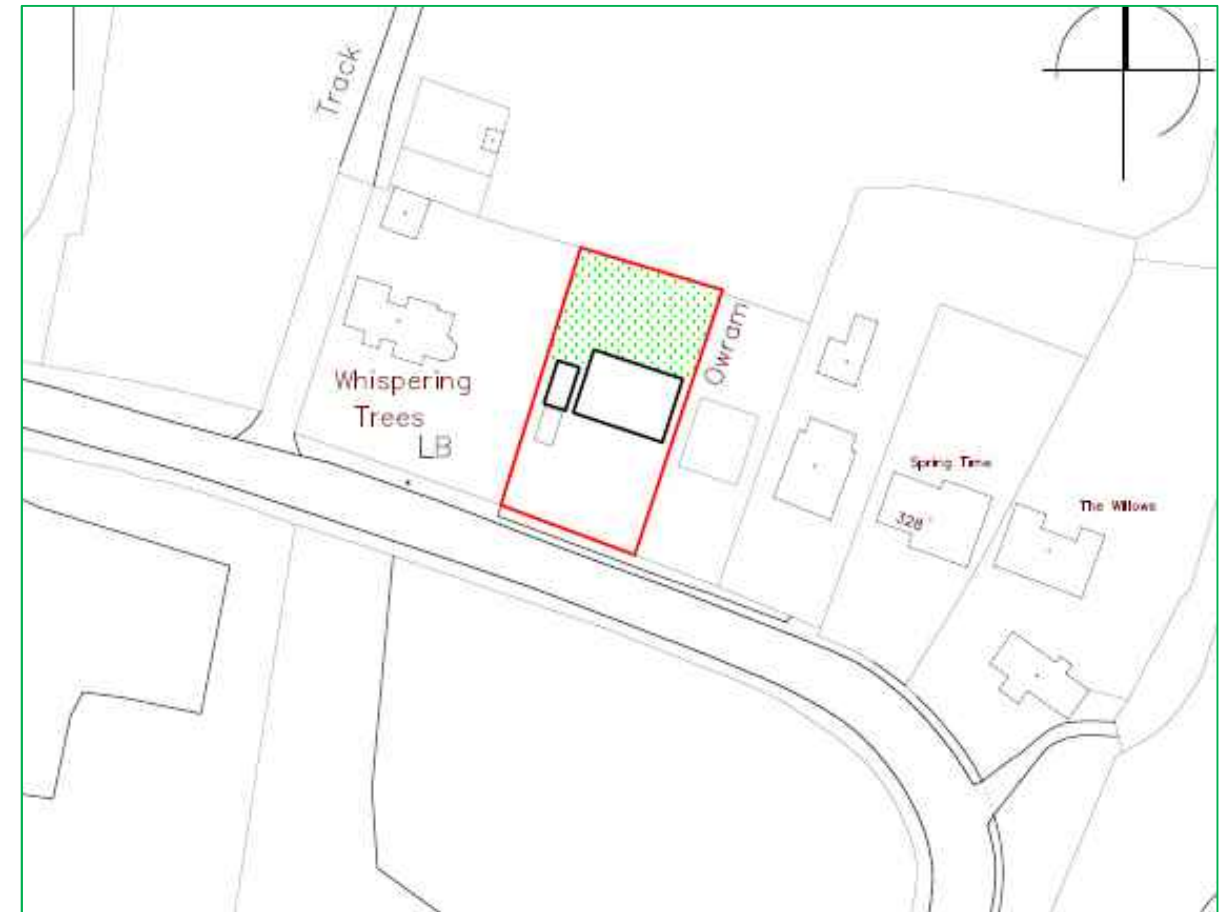 Track
Whispering
Trees
LB
Owram
Spring Time
328
The Willows